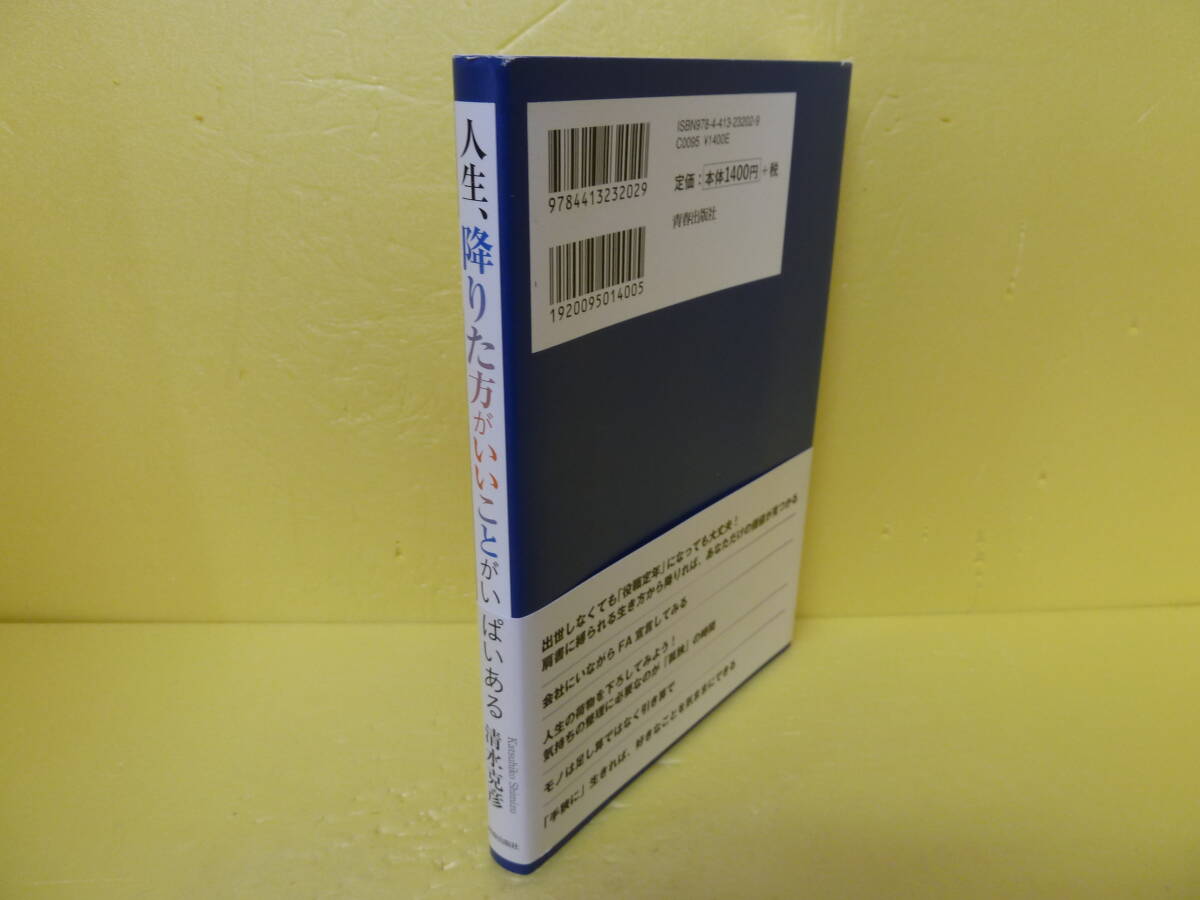 人生、降りた方がいいことがい ぱいある
Katsuhiko Shimizu
清水克彦
9784413232029
1920095014005
ISBN978-4-413-23202-9
C0095 ¥1400E
定価：本体1400円＋税
青春出版社
出世しなくても「役職定年」になっても大丈夫！
肩書に縛られる生き方から降りれば、あなただけの価値が見つかる
会社にいながらFA宣言してみる
人生の荷物を下ろしてみよう！
気持ちの整理に必要なのが「孤独」の時間
モノは足し算ではなく引き算で
「手狭に」生きれば、好きなことを気ままにできる